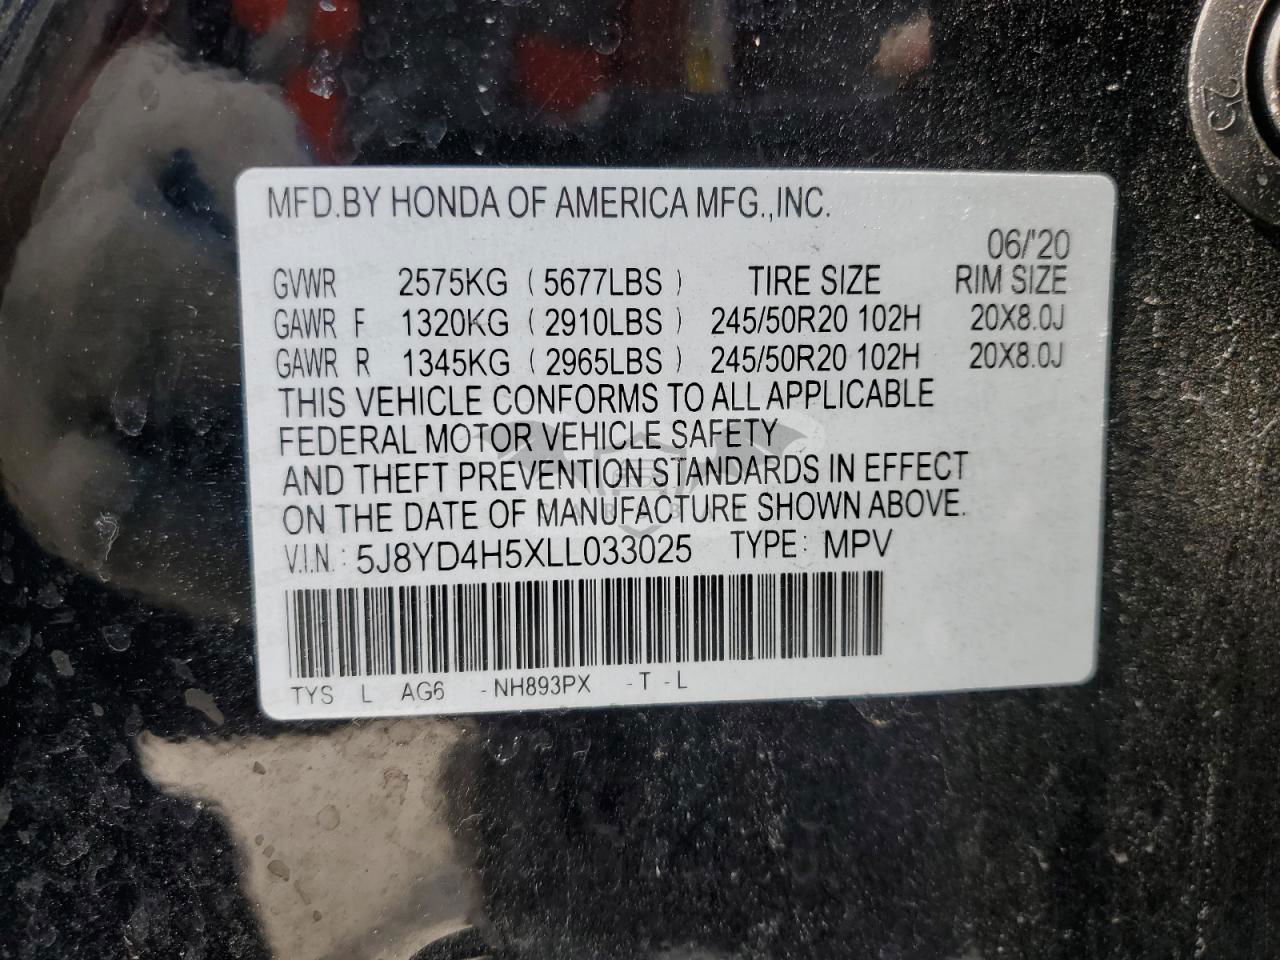 MFD.BY HONDA OF AMERICA MFG.,INC.
06/'20
GVWR 2575KG (5677LBS) TIRE SIZE RIM SIZE
GAWR F 1320KG (2910LBS) 245/50R20 102H 20X8.0J
GAWR R 1345KG (2965LBS) 245/50R20 102H 20X8.0J
THIS VEHICLE CONFORMS TO ALL APPLICABLE
FEDERAL MOTOR VEHICLE SAFETY
AND THEFT PREVENTION STANDARDS IN EFFECT
ON THE DATE OF MANUFACTURE SHOWN ABOVE.
V.I.N: 5J8YD4H5XLL033025 TYPE: MPV
TYS L AG6 -NH893PX -T -L